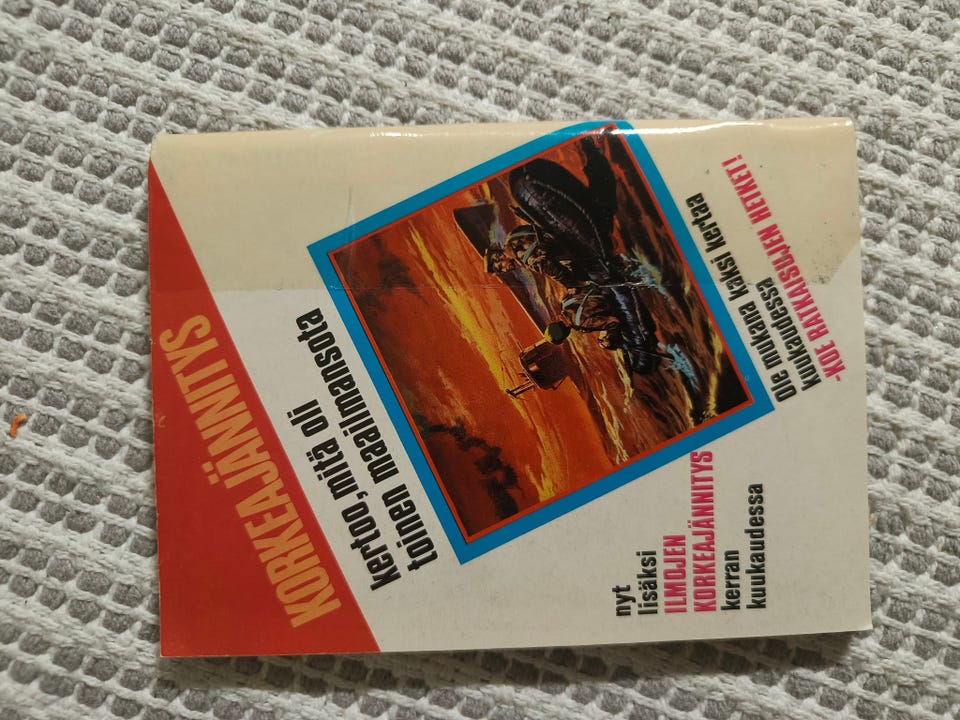 KORKEAJÄNNITYS
kertoo, mitä oli
toinen maailmansota
Ole mukana kaksi kertaa
kuukaudessa
-KOE RATKAISUJEN HETKET!
nyt
lisäksi
ILMOJEN
KORKEAJÄNNITYS
kerran
kuukaudessa